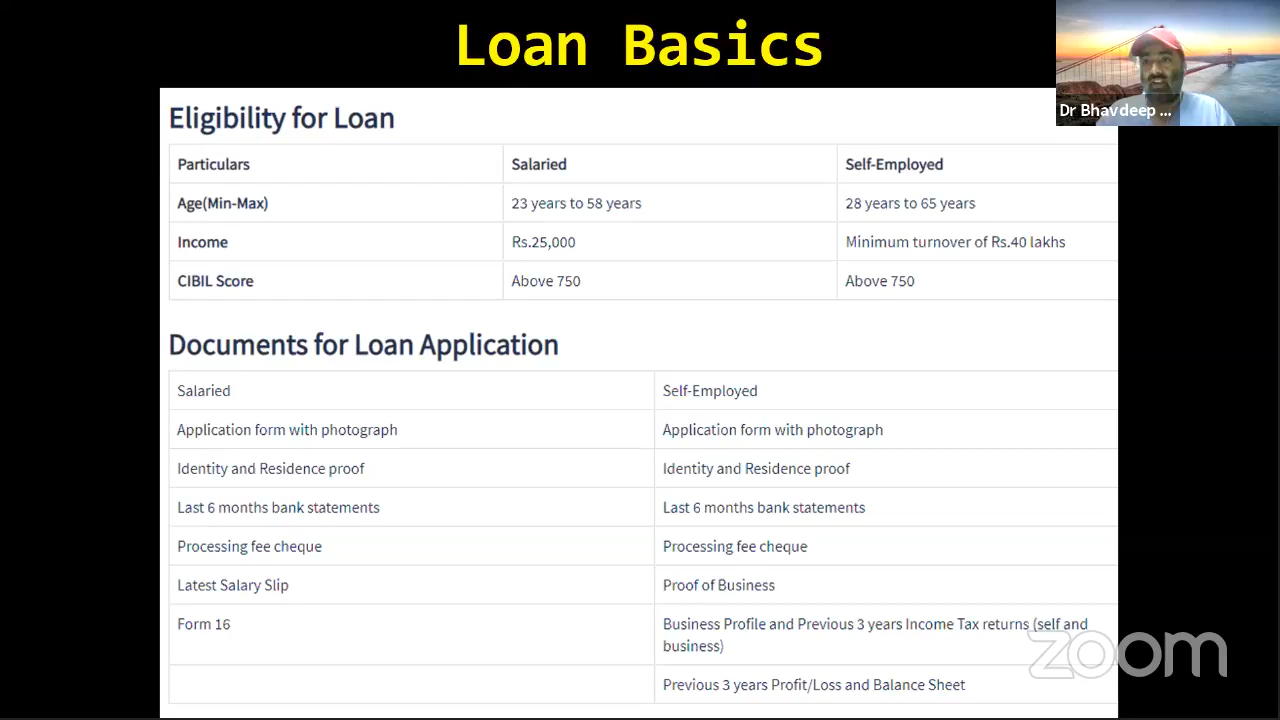 Loan Basics
Dr Bhavdeep ...
Eligibility for Loan
Particulars Salaried Self-Employed
Age(Min-Max) 23 years to 58 years 28 years to 65 years
Income Rs.25,000 Minimum turnover of Rs.40 lakhs
CIBIL Score Above 750 Above 750
Documents for Loan Application
Salaried Self-Employed
Application form with photograph Application form with photograph
Identity and Residence proof Identity and Residence proof
Last 6 months bank statements Last 6 months bank statements
Processing fee cheque Processing fee cheque
Latest Salary Slip Proof of Business
Form 16 Business Profile and Previous 3 years Income Tax returns (self and
business)
Previous 3 years Profit/Loss and Balance Sheet
zoom